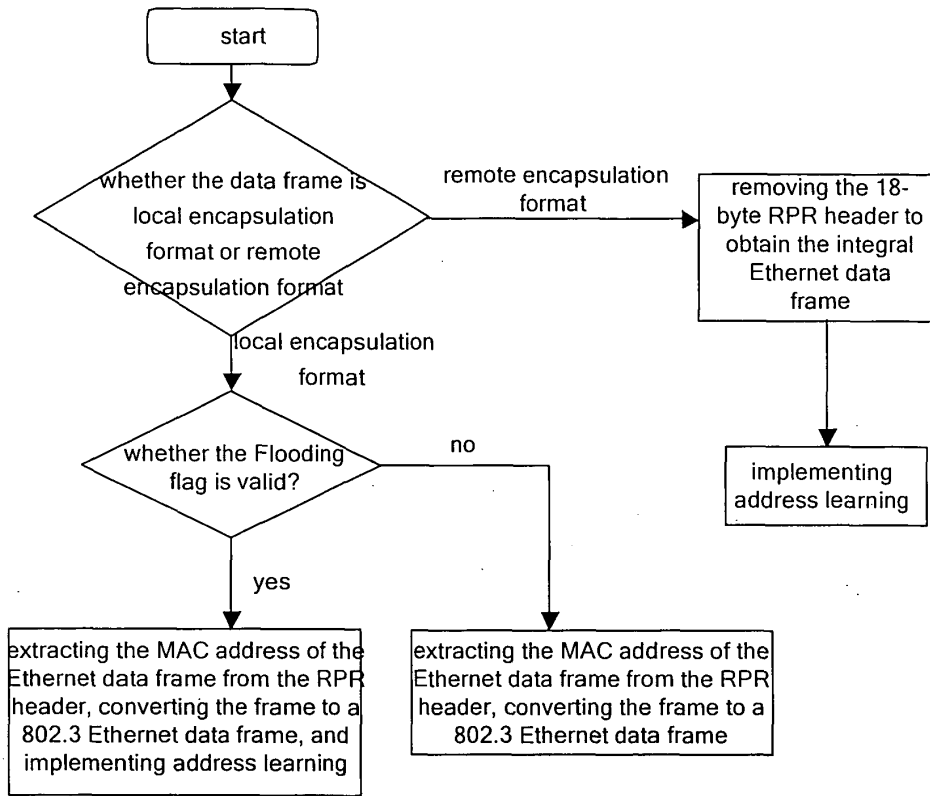 start
whether the data frame is
local encapsulation
format or remote
encapsulation format
remote encapsulation
format
removing the 18-
byte RPR header to
obtain the integral
Ethernet data
frame
local encapsulation
format
whether the Flooding
flag is valid?
no
implementing
address learning
yes
extracting the MAC address of the
Ethernet data frame from the RPR
header, converting the frame to a
802.3 Ethernet data frame, and
implementing address learning
extracting the MAC address of the
Ethernet data frame from the RPR
header, converting the frame to a
802.3 Ethernet data frame